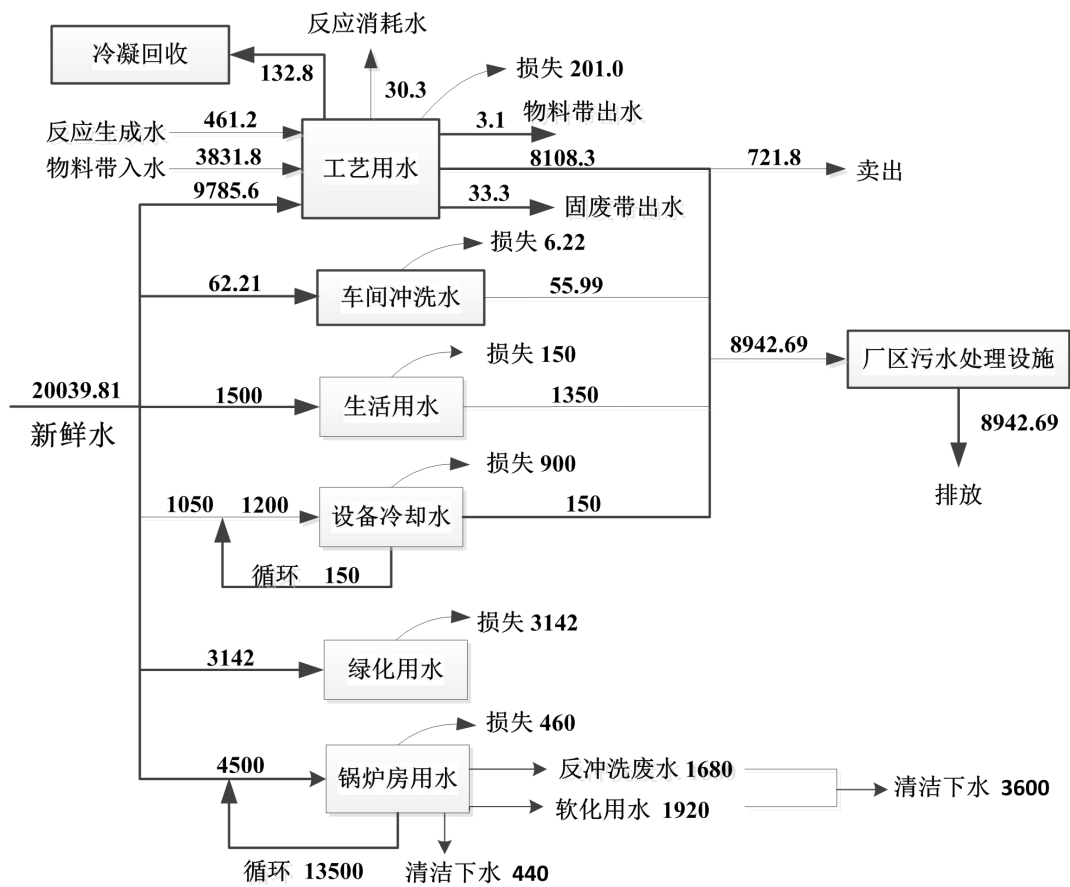 反应消耗水
冷凝回收
132.8
30.3
损失 201.0
物料带出水
反应生成水
461.2
3.1
物料带入水
3831.8
工艺用水
8108.3
721.8
卖出
9785.6
33.3
固废带出水
损失 6.22
62.21
车间冲洗水
55.99
损失 150
8942.69
厂区污水处理设施
20039.81
1500
生活用水
1350
8942.69
新鲜水
损失 900
排放
1050
1200
设备冷却水
150
循环 150
损失 3142
3142
绿化用水
损失 460
4500
锅炉房用水
反冲洗废水 1680
清洁下水 3600
软化用水 1920
循环 13500
清洁下水 440